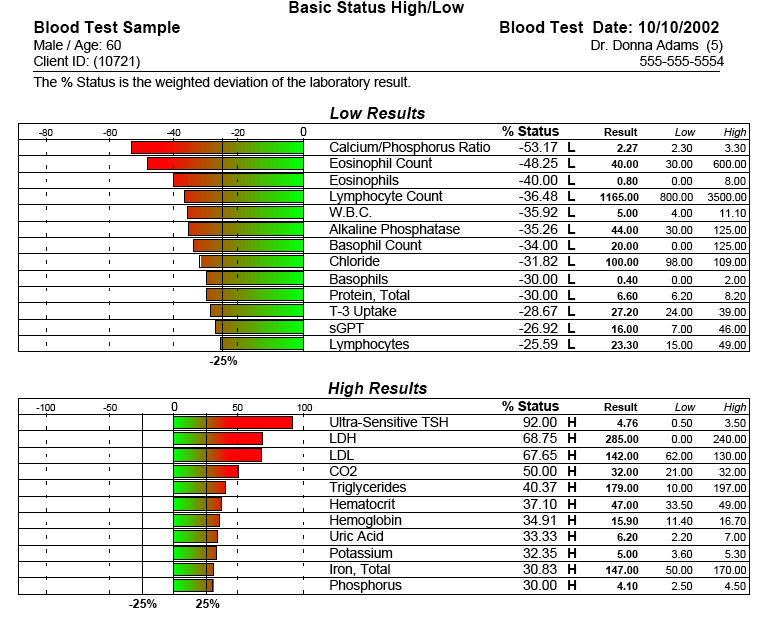 Basic Status High/Low
Blood Test Sample Blood Test Date: 10/10/2002
Male / Age: 60 Dr. Donna Adams (5)
Client ID: (10721) 555-555-5554
The % Status is the weighted deviation of the laboratory result.
Low Results
-80 -60 -40 -20 0 % Status Result Low High
Calcium/Phosphorus Ratio -53.17 L 2.27 2.30 3.30
Eosinophil Count -48.25 L 40.00 30.00 600.00
Eosinophils -40.00 L 0.80 0.00 8.00
Lymphocyte Count -36.48 L 1165.00 800.00 3500.00
W.B.C. -35.92 L 5.00 4.00 11.10
Alkaline Phosphatase -35.26 L 44.00 30.00 125.00
Basophil Count -34.00 L 20.00 0.00 125.00
Chloride -31.82 L 100.00 98.00 109.00
Basophils -30.00 L 0.40 0.00 2.00
Protein, Total -30.00 L 6.60 6.20 8.20
T-3 Uptake -28.67 L 27.20 24.00 39.00
sGPT -26.92 L 16.00 7.00 46.00
Lymphocytes -25.59 L 23.30 15.00 49.00
-25%
High Results
-100 -50 0 50 100 % Status Result Low High
Ultra-Sensitive TSH 92.00 H 4.76 0.50 3.50
LDH 68.75 H 285.00 0.00 240.00
LDL 67.65 H 142.00 62.00 130.00
CO2 50.00 H 32.00 21.00 32.00
Triglycerides 40.37 H 179.00 10.00 197.00
Hematocrit 37.10 H 47.00 33.50 49.00
Hemoglobin 34.91 H 15.90 11.40 16.70
Uric Acid 33.33 H 6.20 2.20 7.00
Potassium 32.35 H 5.00 3.60 5.30
Iron, Total 30.83 H 147.00 50.00 170.00
Phosphorus 30.00 H 4.10 2.50 4.50
-25% 25%